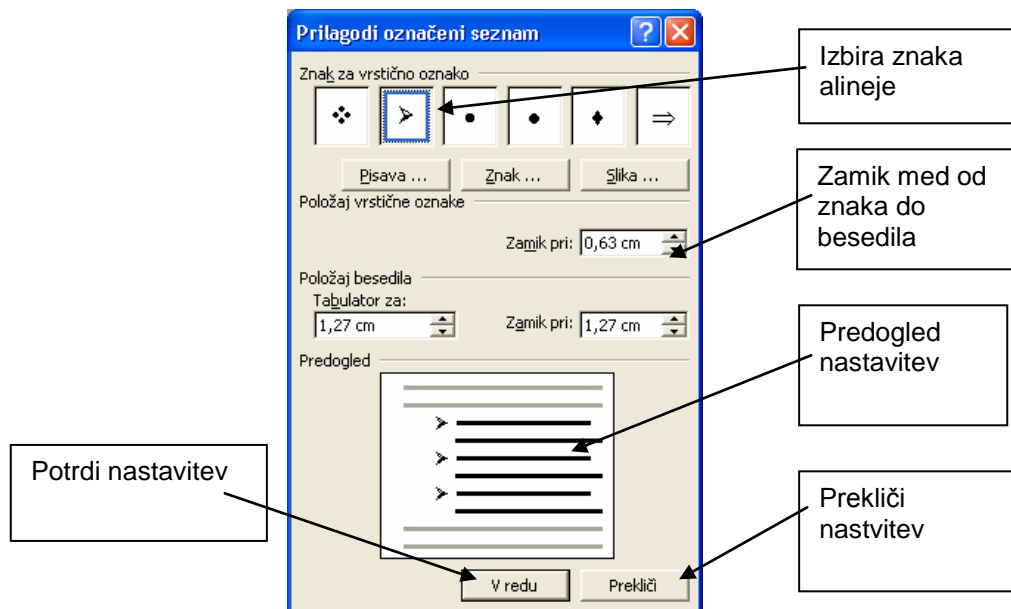 Prilagodi označeni seznam
Znak za vrstično oznako
Pisava ... Znak ... Slika ...
Položaj vrstične oznake
Zamik pri: 0,63 cm
Položaj besedila
Tabulator za:
1,27 cm Zamik pri: 1,27 cm
Predogled
V redu Prekliči
Izbira znaka
alineje
Zamik med od
znaka do
besedila
Predogled
nastavitev
Potrdi nastavitev
Prekliči
nastvitev